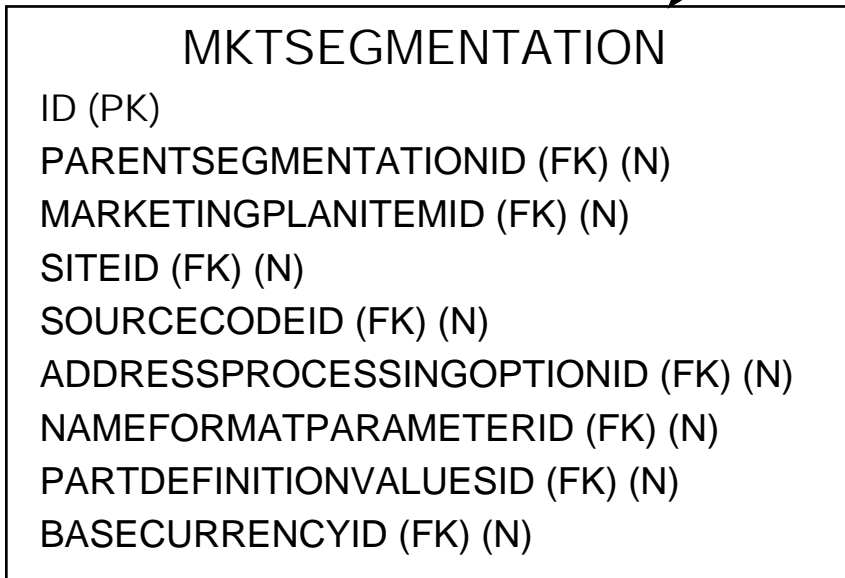 MKTSEGMENTATION
ID (PK)
PARENTSEGMENTATIONID (FK) (N)
MARKETINGPLANITEMID (FK) (N)
SITEID (FK) (N)
SOURCECODEID (FK) (N)
ADDRESSPROCESSINGOPTIONID (FK) (N)
NAMEFORMATPARAMETERID (FK) (N)
PARTDEFINITIONVALUESID (FK) (N)
BASECURRENCYID (FK) (N)